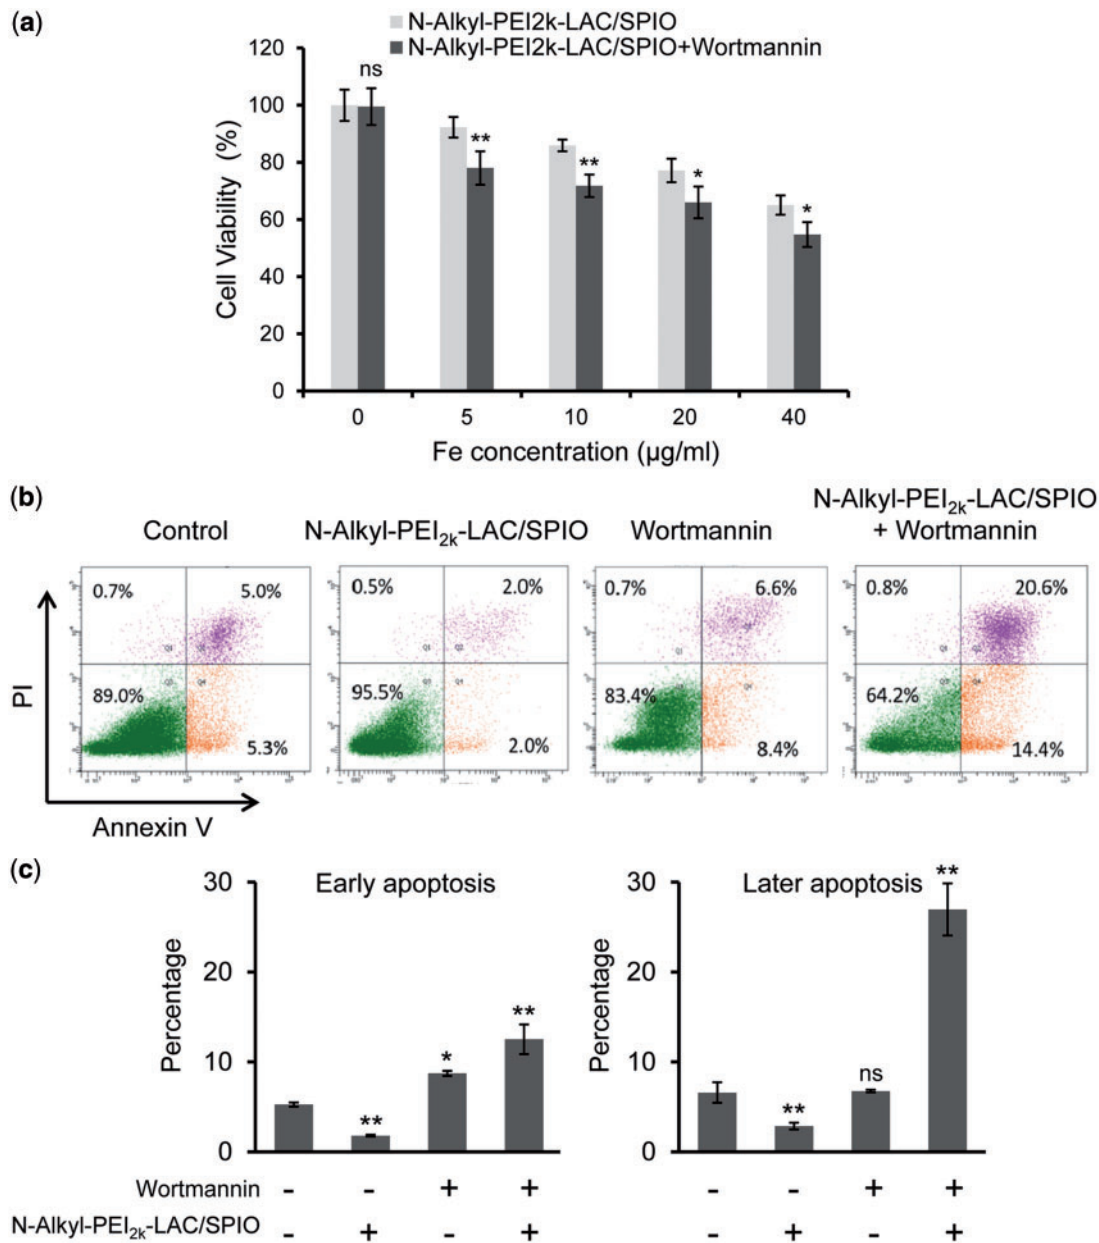 (a)
N-Alkyl-PEI2k-LAC/SPIO
N-Alkyl-PEI2k-LAC/SPIO+Wortmannin
120
100
80
60
40
20
0
Cell Viability (%)
ns
**
**
*
*
0 5 10 20 40
Fe concentration (µg/ml)
(b)
Control
N-Alkyl-PEI2k-LAC/SPIO
Wortmannin
N-Alkyl-PEI2k-LAC/SPIO
+ Wortmannin
0.7% 5.0%
89.0% 5.3%
0.5% 2.0%
95.5% 2.0%
0.7% 6.6%
83.4% 8.4%
0.8% 20.6%
64.2% 14.4%
PI
Annexin V
(c)
Early apoptosis
Percentage
30
20
10
0
**
*
**
Later apoptosis
Percentage
30
20
10
0
**
ns
**
Wortmannin - - + + - - + +
N-Alkyl-PEI2k-LAC/SPIO - + - + - + - +